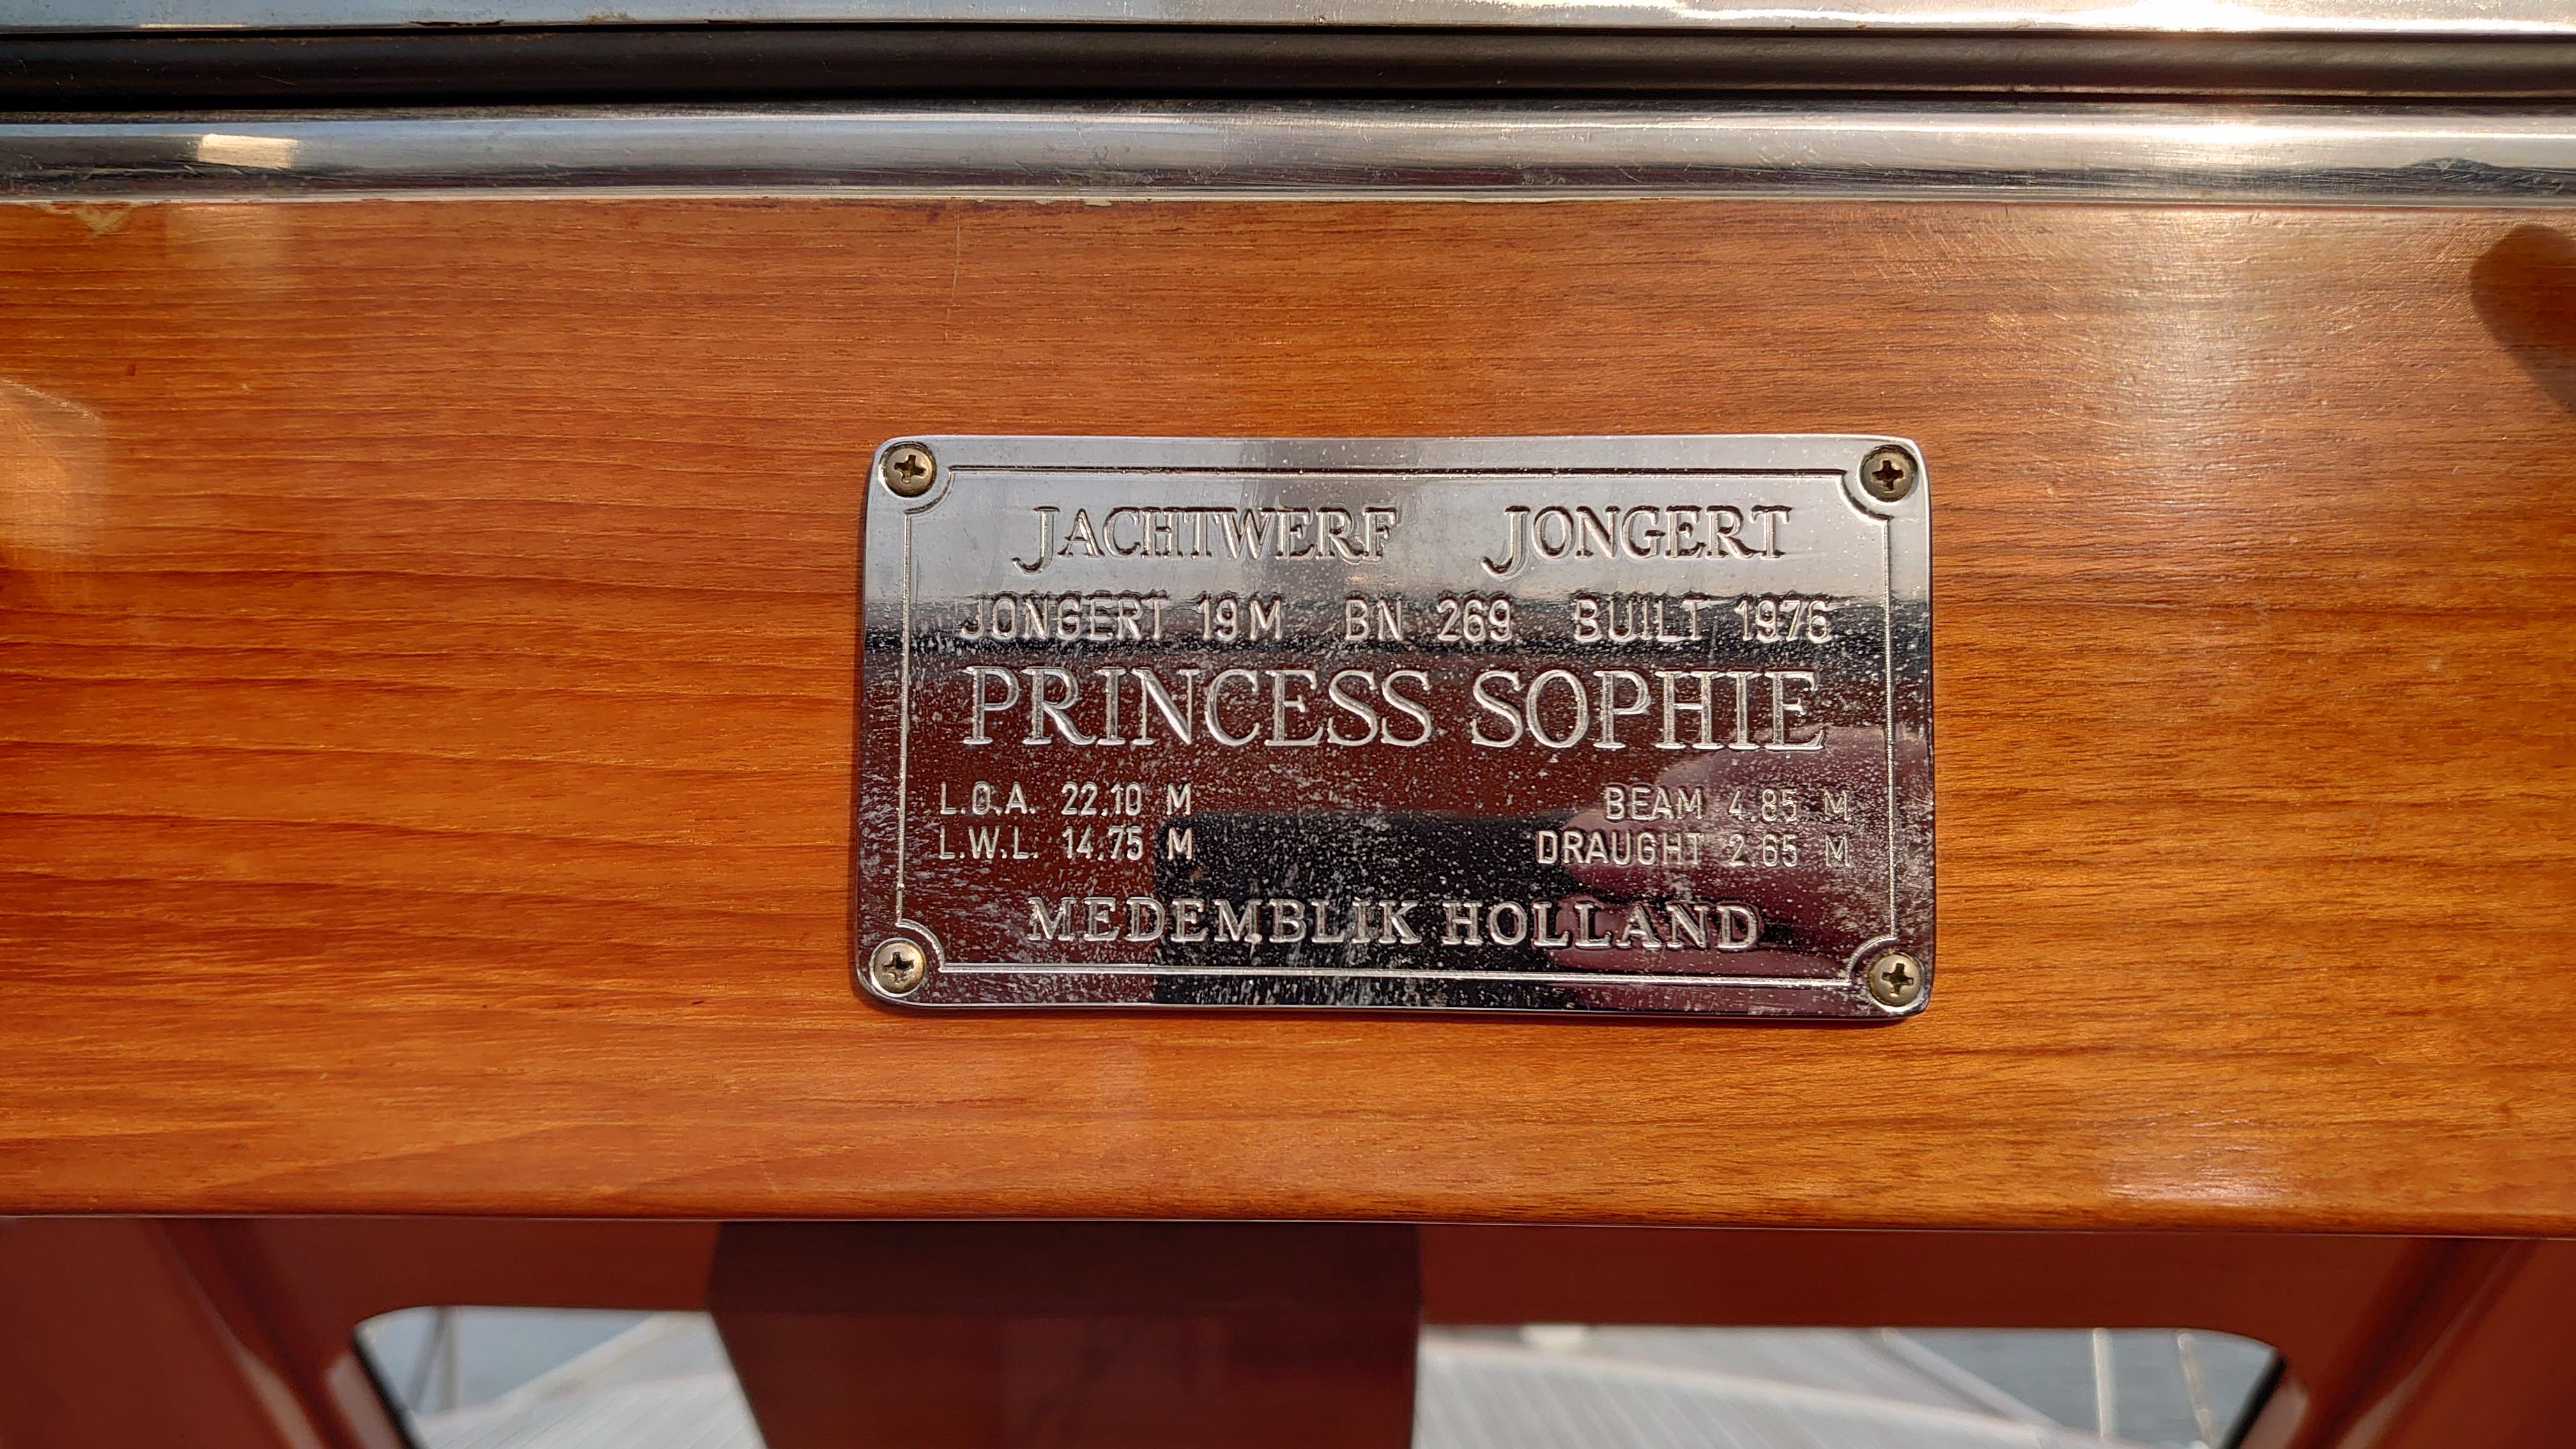 JACHTWERF JONGERT
JONGERT 19M BN 269 BUILT 1976
PRINCESS SOPHIE
L.O.A. 22.10 M BEAM 4.85 M
L.W.L. 14.75 M DRAUGHT 2.65 M
MEDEMBLIK HOLLAND